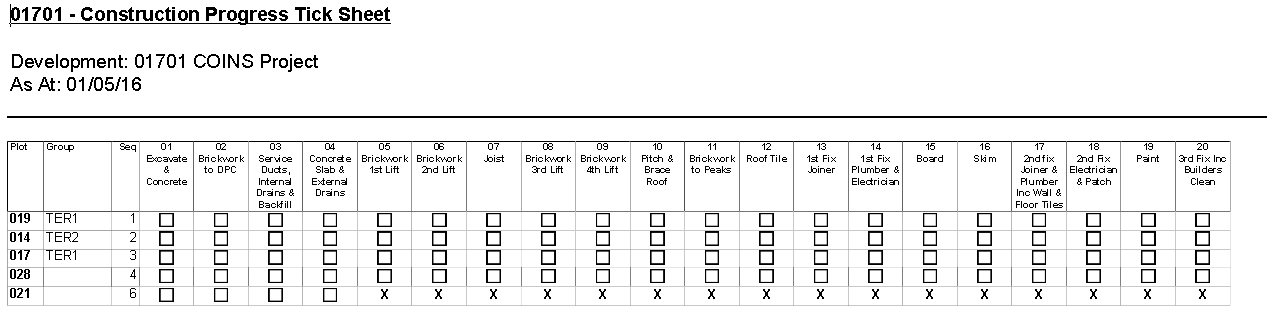 01701 - Construction Progress Tick Sheet
Development: 01701 COINS Project
As At: 01/05/16
Plot Group Seq 01 02 03 04 05 06 07 08 09 10 11 12 13 14 15 16 17 18 19 20
Excavate Brickwork Service Concrete Brickwork Brickwork Joist Brickwork Brickwork Pitch & Brickwork Roof Tile 1st Fix 1st Fix Board Skim 2nd fix 2nd Fix Paint 3rd Fix Inc
& to DPC Ducts, Slab & 1st Lift 2nd Lift 3rd Lift 4th Lift Brace to Peaks Joiner Plumber & Joiner & Electrician Builders
Concrete Internal External Roof Electrician Plumber & Patch Clean
Drains & Drains Inc Wall &
Backfill Floor Tiles
019 TER1 1
014 TER2 2
017 TER1 3
028 4
021 6 X X X X X X X X X X X X X X X X